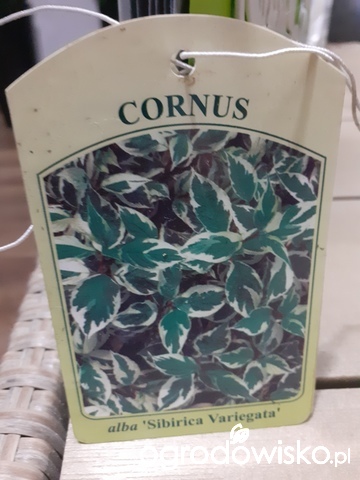 CORNUS
alba 'Sibirica Variegata'
ogrodowisko.pl